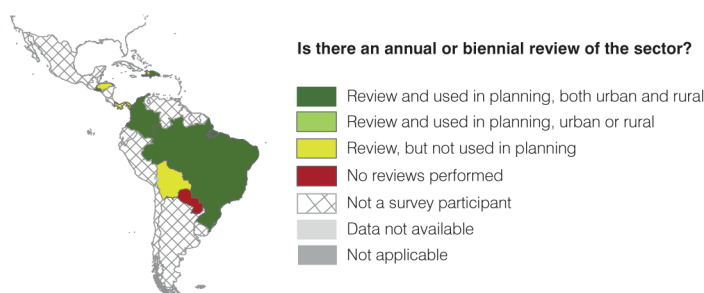 Is there an annual or biennial review of the sector?
Review and used in planning, both urban and rural
Review and used in planning, urban or rural
Review, but not used in planning
No reviews performed
Not a survey participant
Data not available
Not applicable